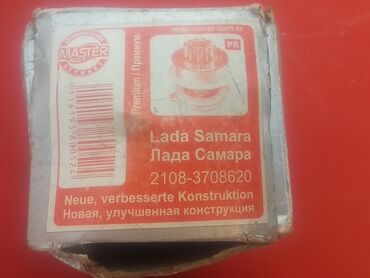 www.master-sport.de
MASTER
GERMANY
PR
Premium / Премиум
Lada Samara
Лада Самара
2108-3708620
Neue, verbesserte Konstruktion
Новая, улучшенная конструкция